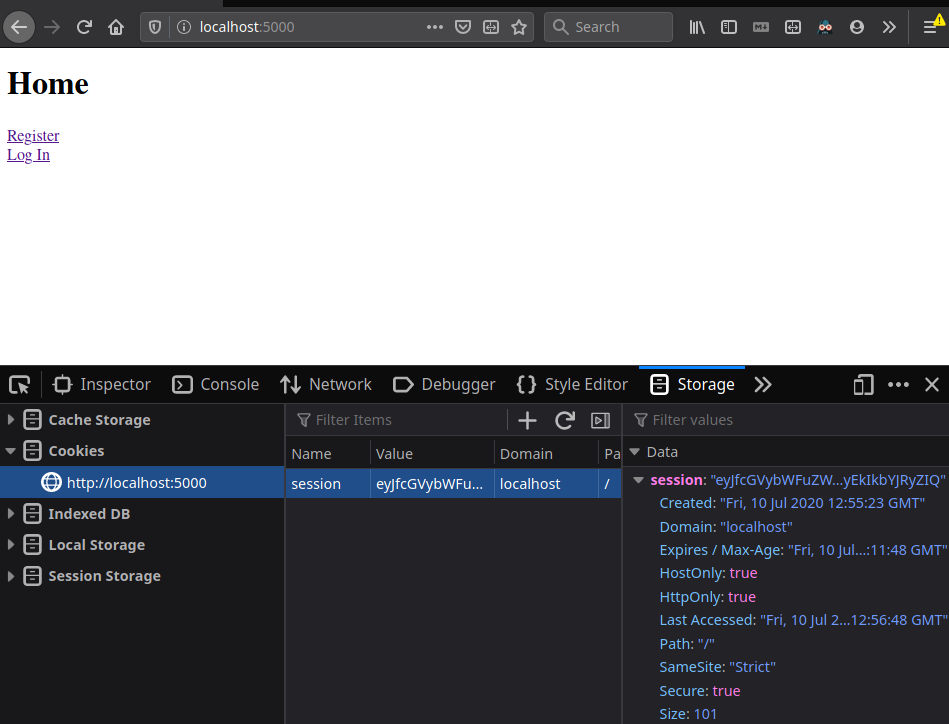 localhost:5000
Search
Home
Register
Log In
Inspector
Console
Network
Debugger
Style Editor
Storage
Cache Storage
Cookies
http://localhost:5000
Indexed DB
Local Storage
Session Storage
Filter Items
Name Value Domain Pa
session eyJfcGVybWFu... localhost /
Filter values
Data
session: "eyJfcGVybWFuZW...yEkIkbYJRyZIQ"
Created: "Fri, 10 Jul 2020 12:55:23 GMT"
Domain: "localhost"
Expires / Max-Age: "Fri, 10 Jul...:11:48 GMT"
HostOnly: true
HttpOnly: true
Last Accessed: "Fri, 10 Jul 2...12:56:48 GMT"
Path: "/"
SameSite: "Strict"
Secure: true
Size: 101